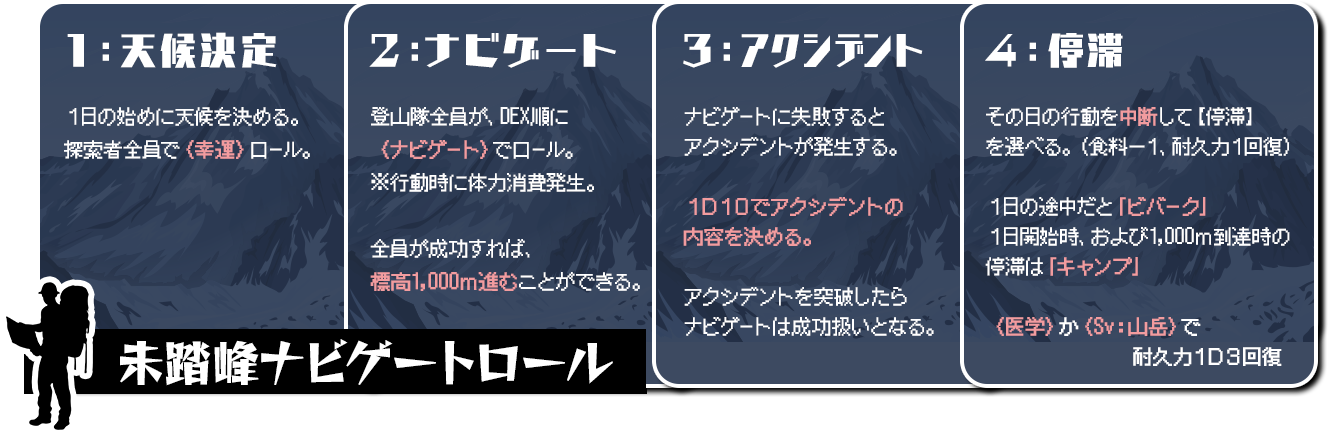 1:天候決定
1日の始めに天候を決める。
探索者全員で〈幸運〉ロール。
2:ナビゲート
登山隊全員が、DEX順に
〈ナビゲート〉でロール。
※行動時に体力消費発生。
全員が成功すれば、
標高1,000m進むことができる。
3:アクシデント
ナビゲートに失敗すると
アクシデントが発生する。
1D10でアクシデントの
内容を決める。
アクシデントを突破したら
ナビゲートは成功扱いとなる。
4:停滞
その日の行動を中断して【停滞】
を選べる。(食料ー1、耐久力1回復)
1日の途中だと「ビバーク」
1日開始時、および1,000m到達時の
停滞は「キャンプ」
〈医学〉か〈Sv:山岳〉で
耐久力1D3回復
未踏峰ナビゲートロール